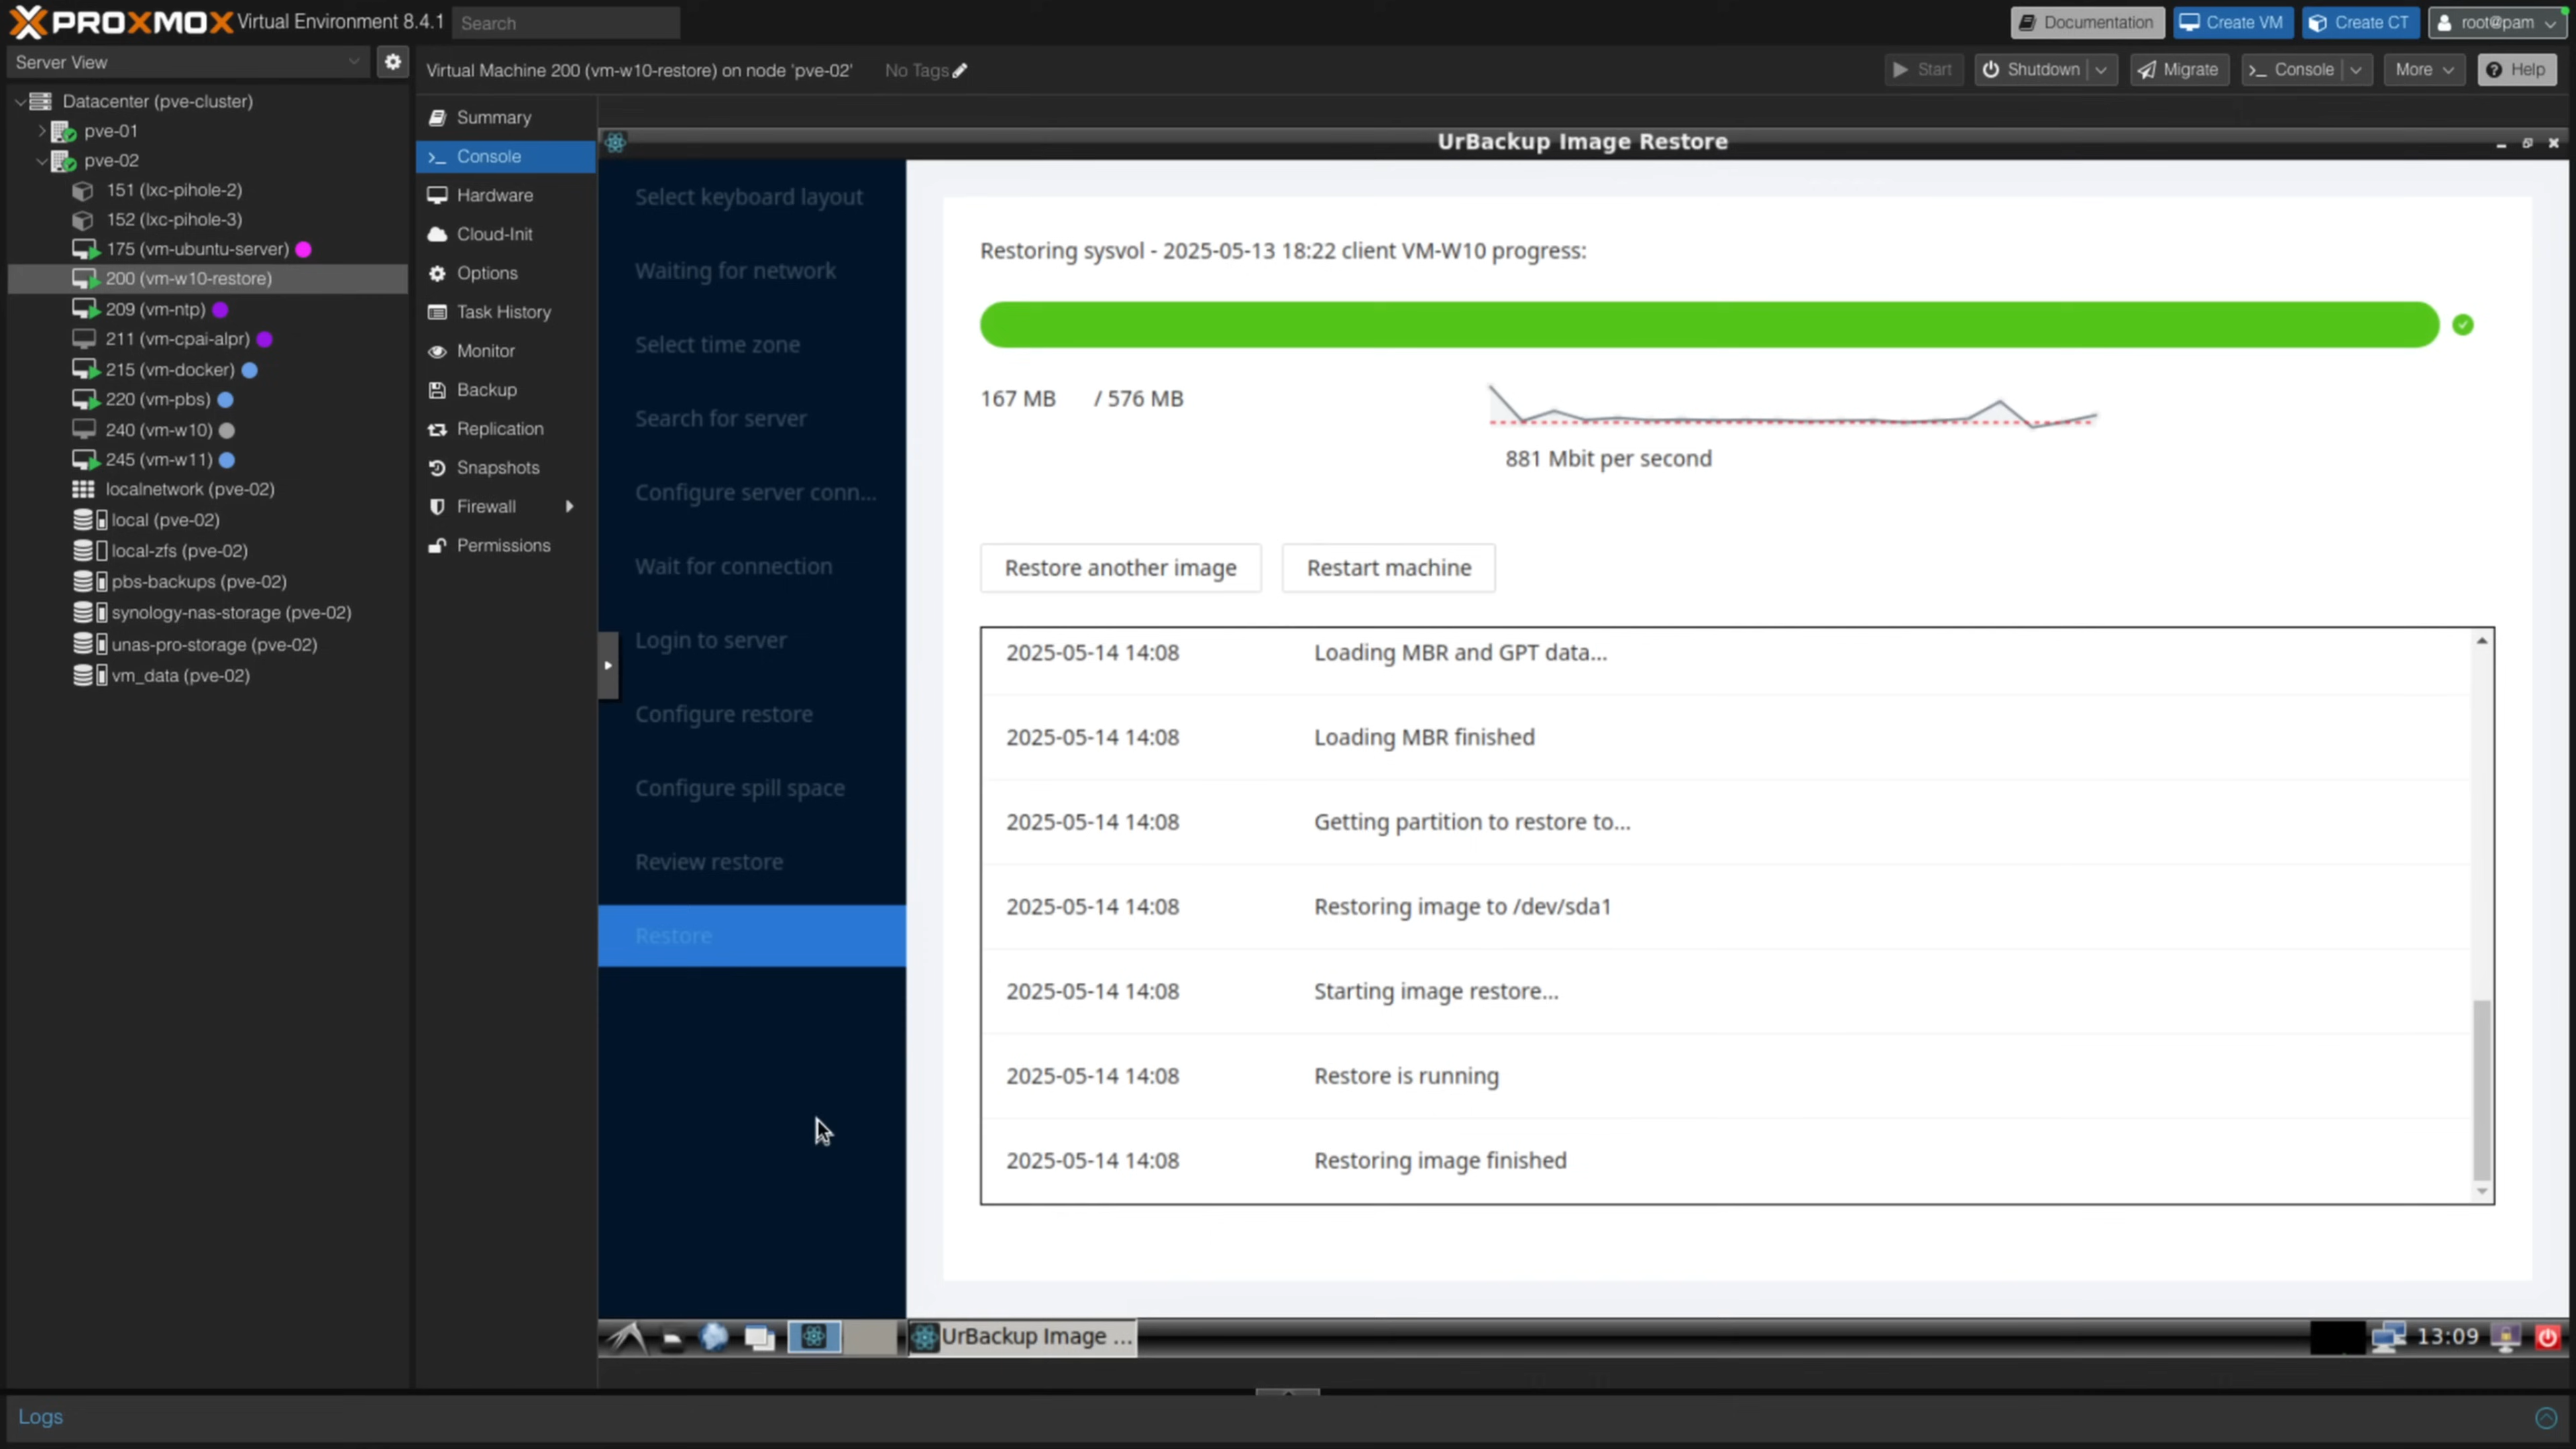 PROXMOX Virtual Environment 8.4.1 Search Documentation Create VM Create CT root@pam
Server View
Virtual Machine 200 (vm-w10-restore) on node 'pve-02' No Tags Start Shutdown Migrate Console More Help
Datacenter (pve-cluster)
pve-01
pve-02
151 (lxc-pihole-2)
152 (lxc-pihole-3)
175 (vm-ubuntu-server)
200 (vm-w10-restore)
209 (vm-ntp)
211 (vm-cpai-alpr)
215 (vm-docker)
220 (vm-pbs)
240 (vm-w10)
245 (vm-w11)
localnetwork (pve-02)
local (pve-02)
local-zfs (pve-02)
pbs-backups (pve-02)
synology-nas-storage (pve-02)
unas-pro-storage (pve-02)
vm_data (pve-02)
Summary
Console
Hardware
Cloud-Init
Options
Task History
Monitor
Backup
Replication
Snapshots
Firewall
Permissions
UrBackup Image Restore
Select keyboard layout
Waiting for network
Select time zone
Search for server
Configure server conn...
Wait for connection
Login to server
Configure restore
Configure spill space
Review restore
Restore
Restoring sysvol - 2025-05-13 18:22 client VM-W10 progress:
167 MB / 576 MB
881 Mbit per second
Restore another image Restart machine
2025-05-14 14:08 Loading MBR and GPT data...
2025-05-14 14:08 Loading MBR finished
2025-05-14 14:08 Getting partition to restore to...
2025-05-14 14:08 Restoring image to /dev/sda1
2025-05-14 14:08 Starting image restore...
2025-05-14 14:08 Restore is running
2025-05-14 14:08 Restoring image finished
UrBackup Image ... 13:09
Logs